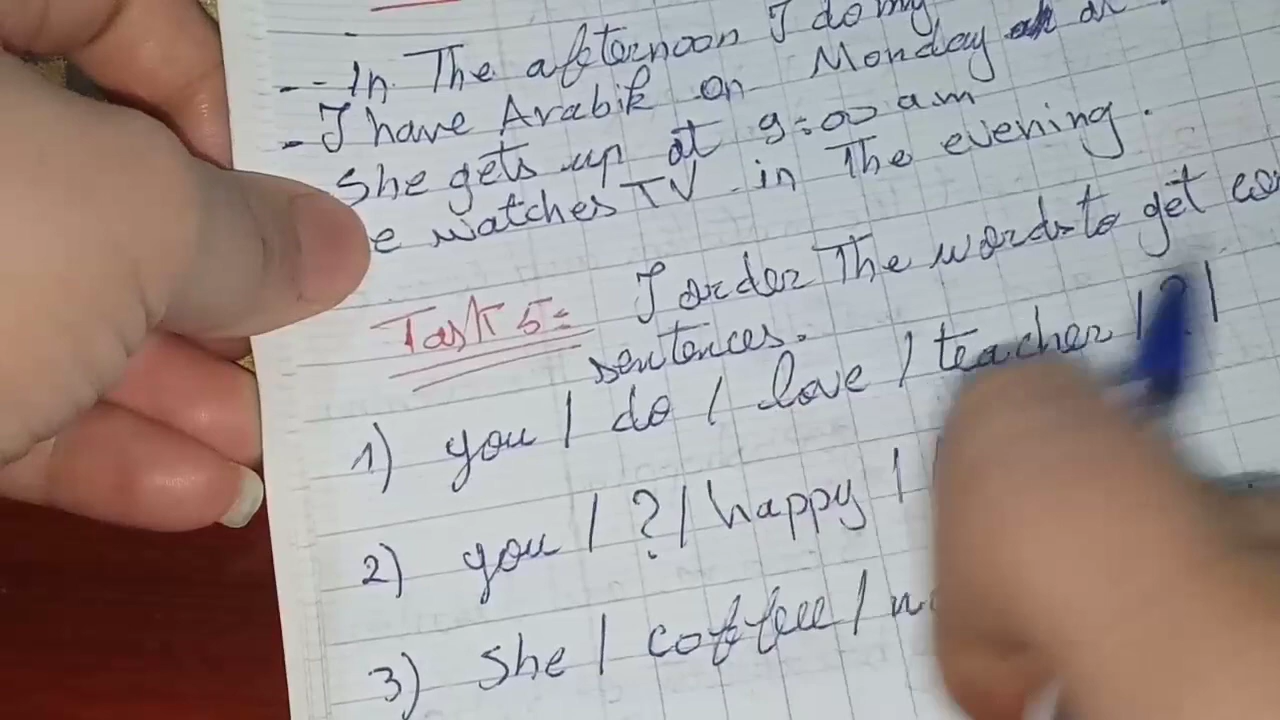 -- In The afternoon I do my
- I have Arabik on Monday
She gets up at 9:00 am
e watches TV in The evening.
Task 5: I order The words to get co
sentences.
1) you / do / love / teacher / ? /
2) you / ? / happy /
3) She / coffee / n